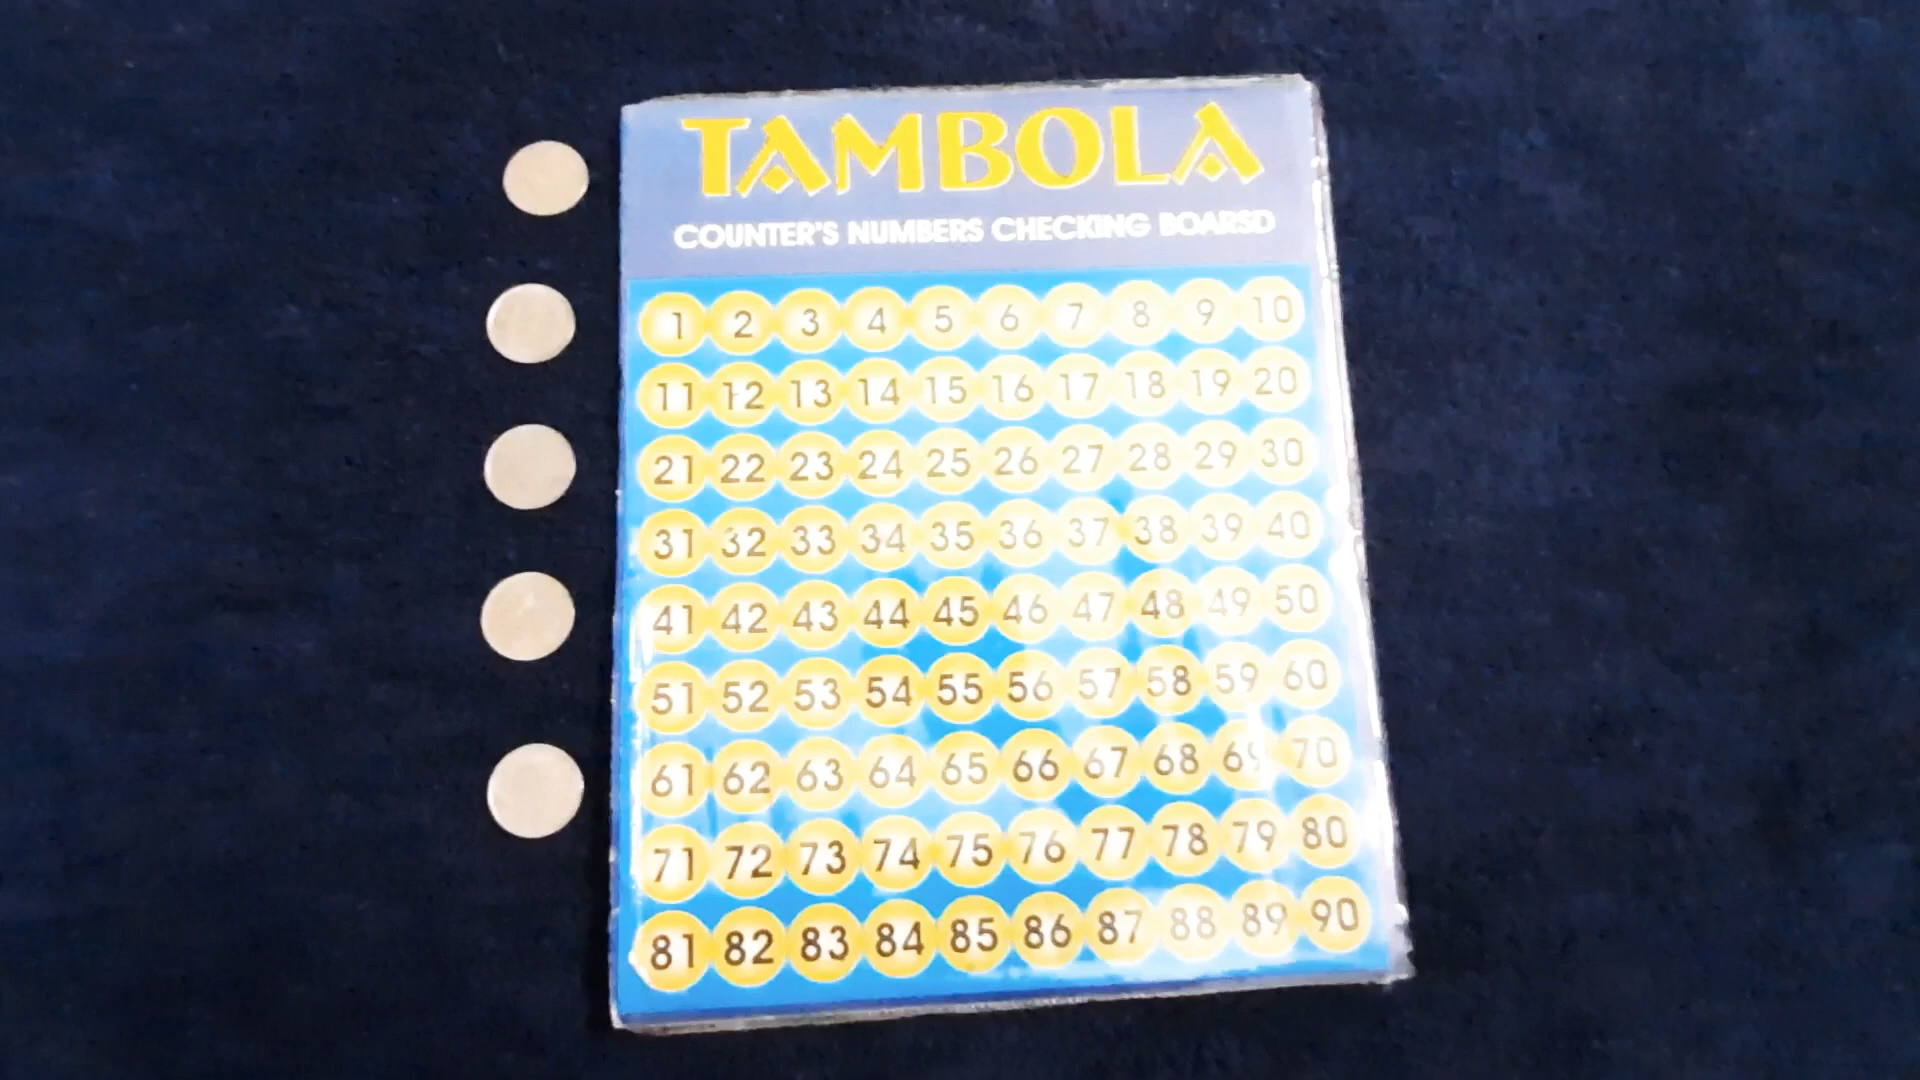 TAMBOLA
COUNTER'S NUMBERS CHECKING BOARSD
1 2 3 4 5 6 7 8 9 10
11 12 13 14 15 16 17 18 19 20
21 22 23 24 25 26 27 28 29 30
31 32 33 34 35 36 37 38 39 40
41 42 43 44 45 46 47 48 49 50
51 52 53 54 55 56 57 58 59 60
61 62 63 64 65 66 67 68 69 70
71 72 73 74 75 76 77 78 79 80
81 82 83 84 85 86 87 88 89 90